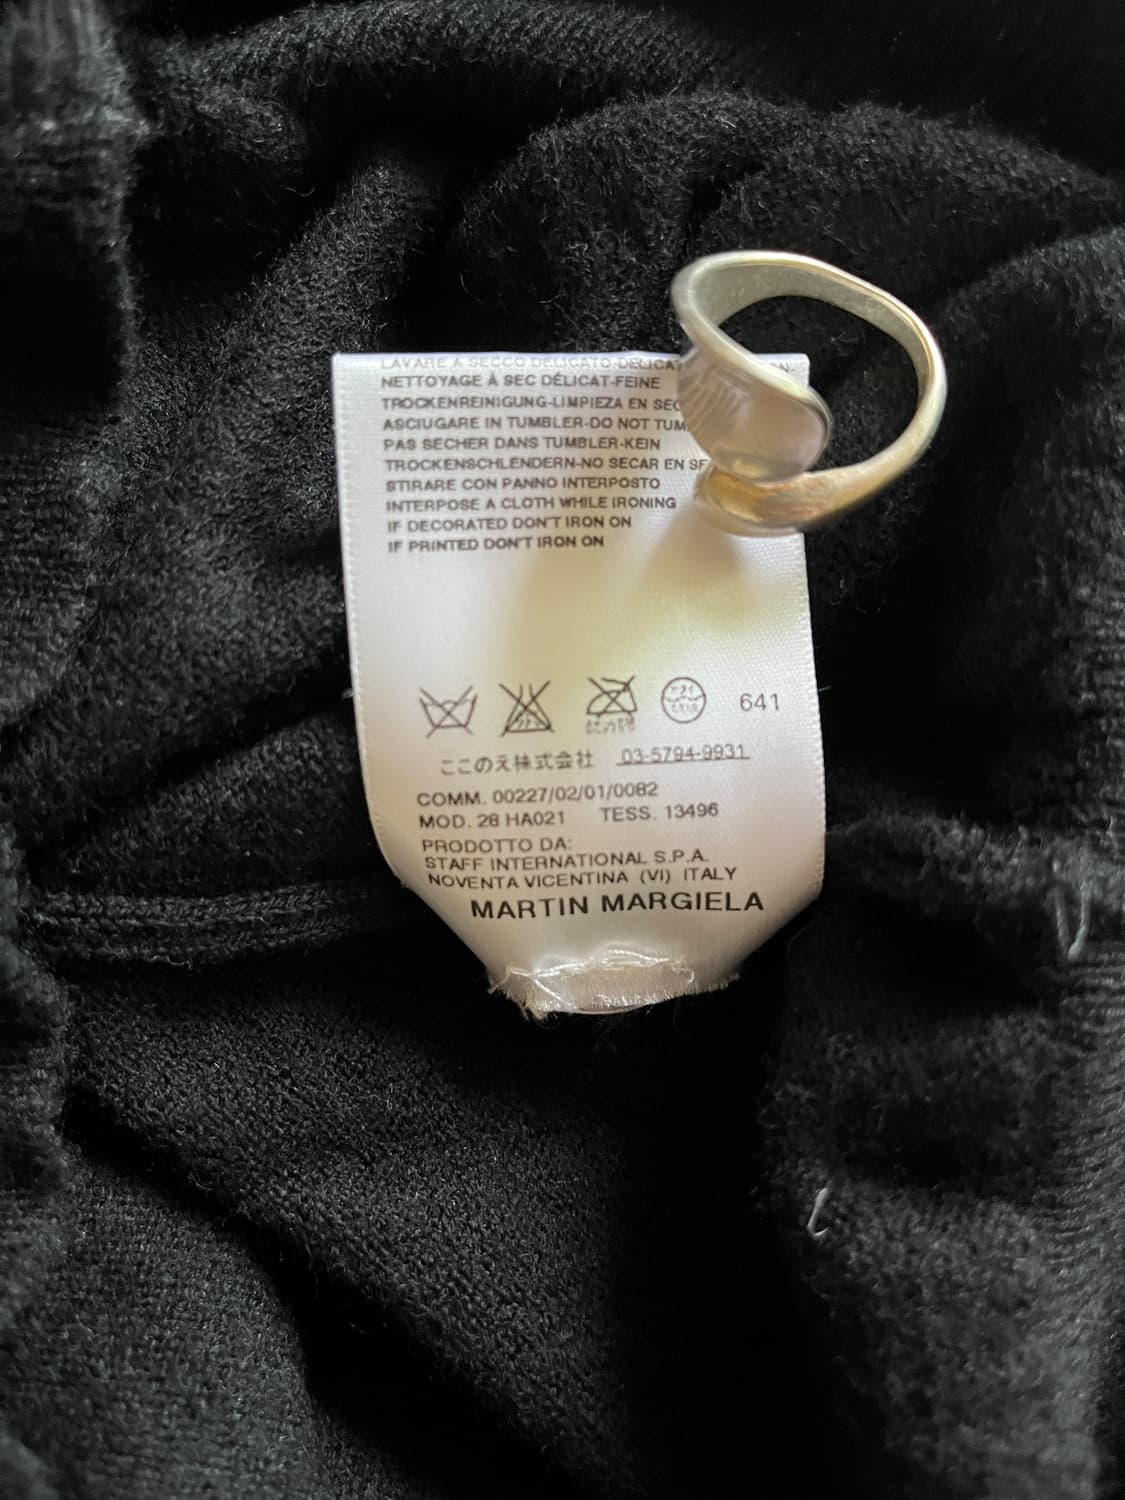 LAVARE A SECCO DELICATO-DELICA
NETTOYAGE À SEC DÉLICAT-FEINE
TROCKENREINIGUNG-LIMPIEZA EN SEC
ASCIUGARE IN TUMBLER-DO NOT TUM
PAS SECHER DANS TUMBLER-KEIN
TROCKENSCHLENDERN-NO SECAR EN SE
STIRARE CON PANNO INTERPOSTO
INTERPOSE A CLOTH WHILE IRONING
IF DECORATED DON'T IRON ON
IF PRINTED DON'T IRON ON
641
ここのえ株式会社 03-5794-9931
COMM. 00227/02/01/0082
MOD. 28 HA021 TESS. 13496
PRODOTTO DA:
STAFF INTERNATIONAL S.P.A.
NOVENTA VICENTINA (VI) ITALY
MARTIN MARGIELA